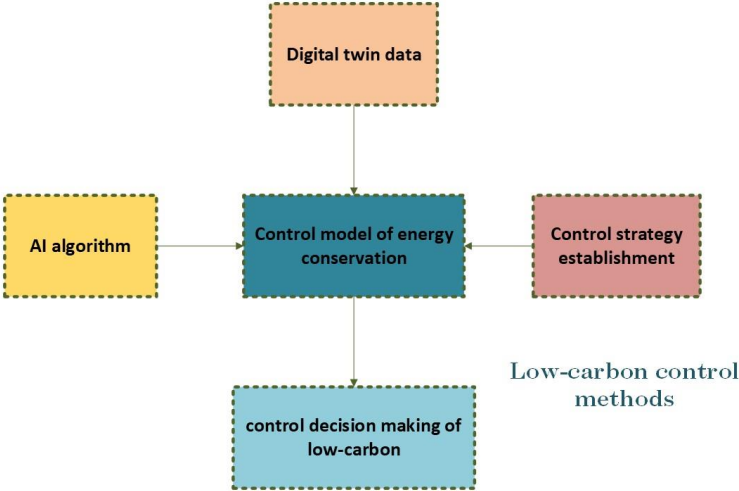 Digital twin data
AI algorithm
Control model of energy
conservation
Control strategy
establishment
Low-carbon control
methods
control decision making of
low-carbon